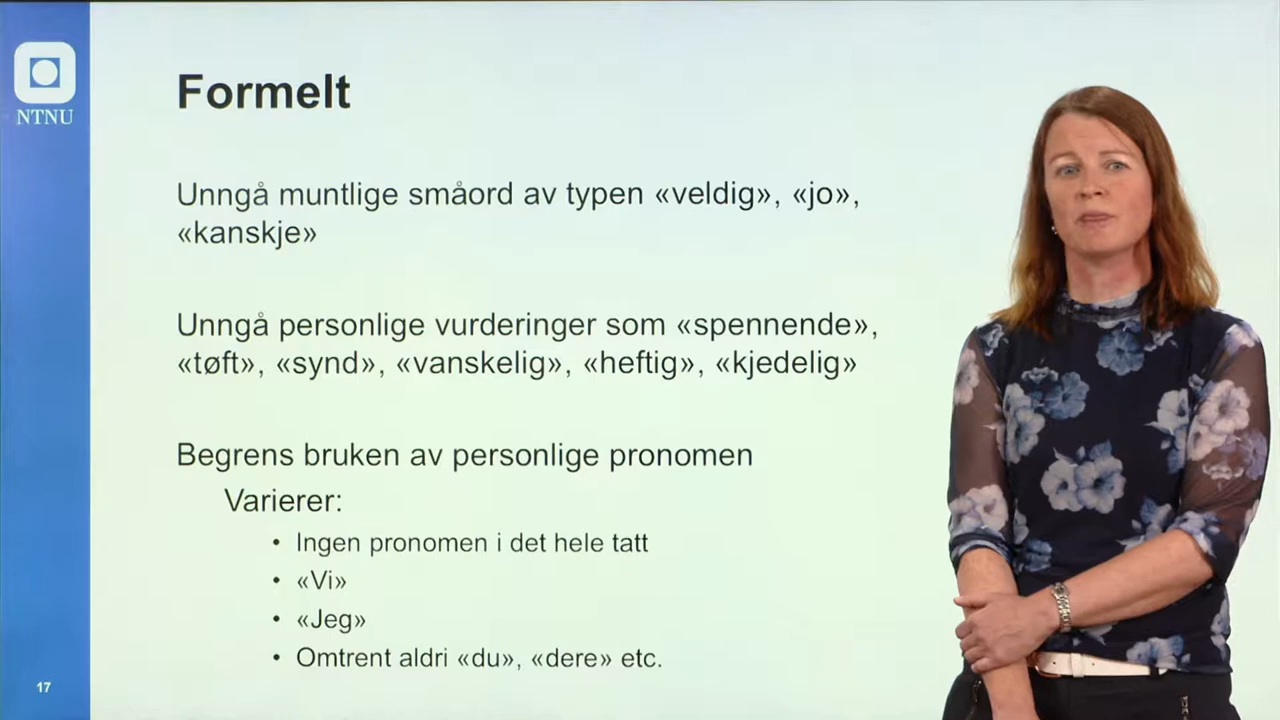 NTNU
Formelt
Unngå muntlige småord av typen «veldig», «jo»,
«kanskje»
Unngå personlige vurderinger som «spennende»,
«tøft», «synd», «vanskelig», «heftig», «kjedelig»
Begrens bruken av personlige pronomen
Varierer:
• Ingen pronomen i det hele tatt
• «Vi»
• «Jeg»
• Omtrent aldri «du», «dere» etc.
17